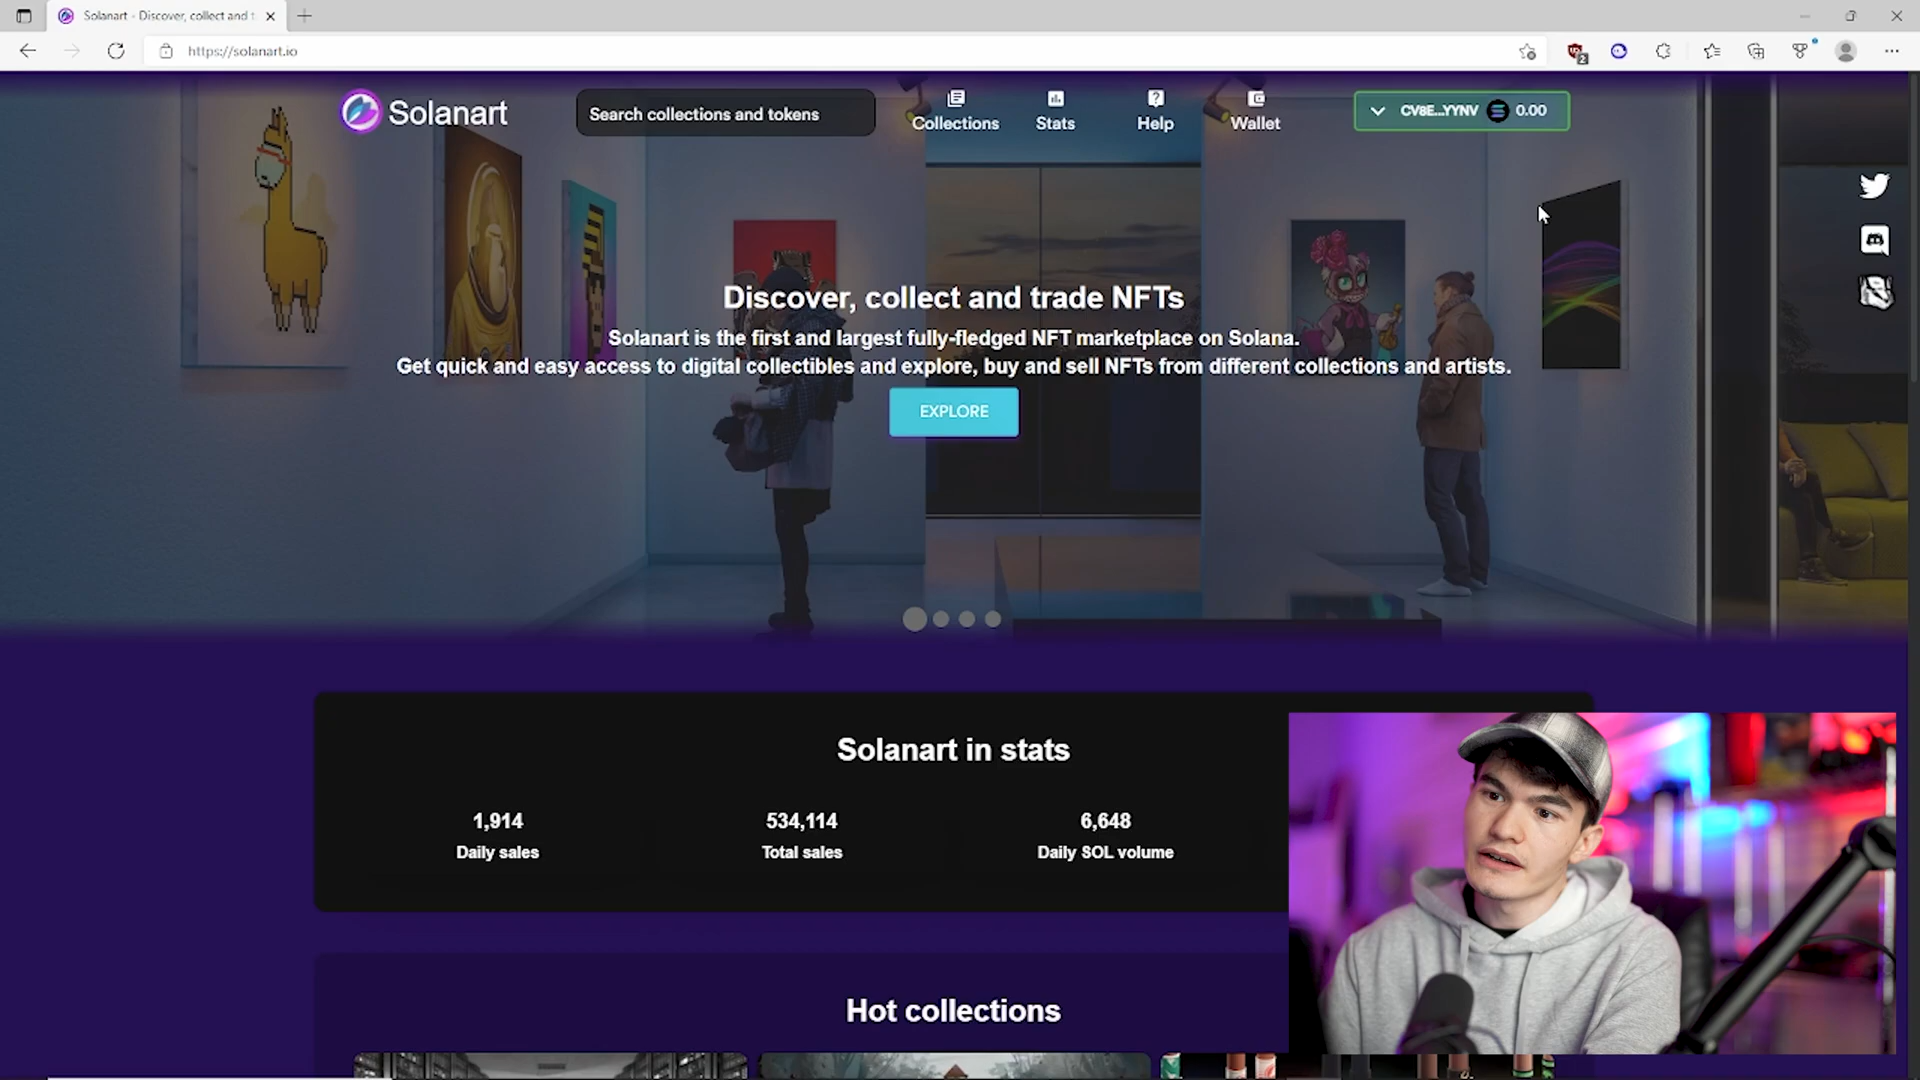 Solanart - Discover, collect and t
https://solanart.io
2
Solanart
Search collections and tokens
Collections
Stats
Help
Wallet
CV8E...YYNV
0.00
Discover, collect and trade NFTs
Solanart is the first and largest fully-fledged NFT marketplace on Solana.
Get quick and easy access to digital collectibles and explore, buy and sell NFTs from different collections and artists.
EXPLORE
Solanart in stats
1,914
534,114
6,648
Daily sales
Total sales
Daily SOL volume
Hot collections